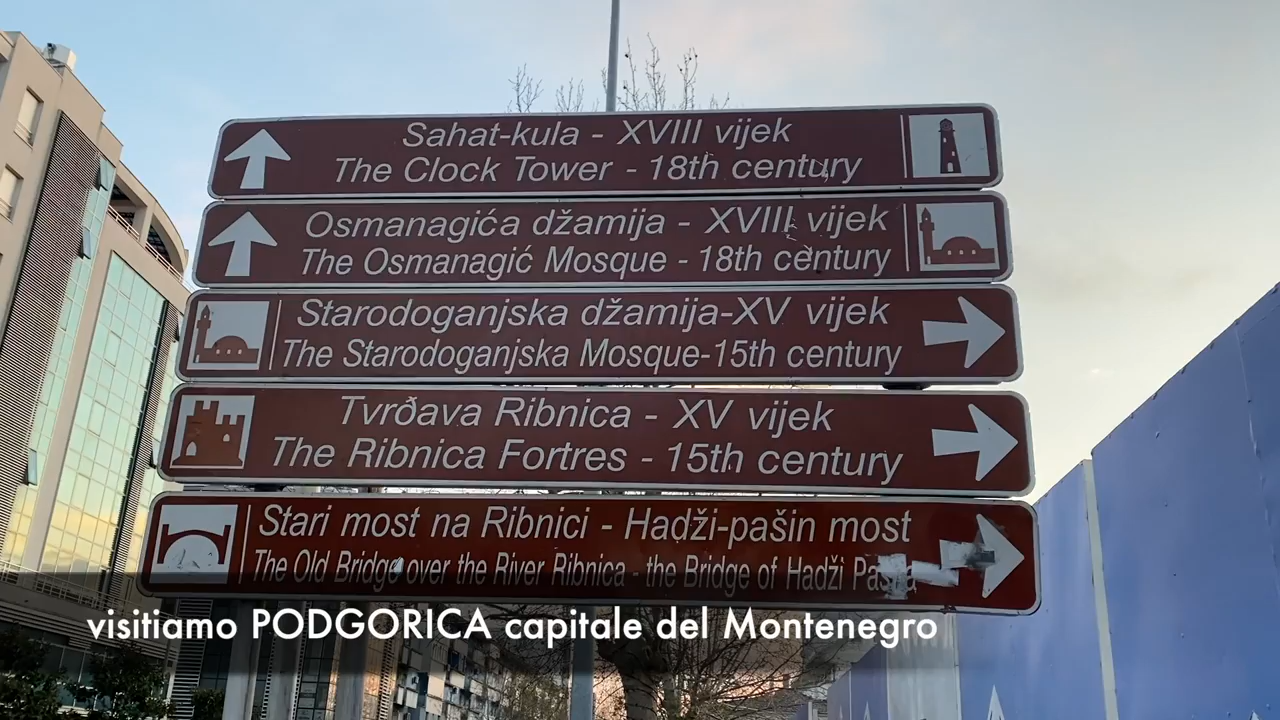 Sahat-kula - XVIII vijek
The Clock Tower - 18th century
Osmanagića džamija - XVIII vijek
The Osmanagić Mosque - 18th century
Starodoganjska džamija-XV vijek
The Starodoganjska Mosque-15th century
Tvrđava Ribnica - XV vijek
The Ribnica Fortres - 15th century
Stari most na Ribnici - Hadži-pašin most
The Old Bridge over the River Ribnica - the Bridge of Hadži
visitiamo PODGORICA capitale del Montenegro